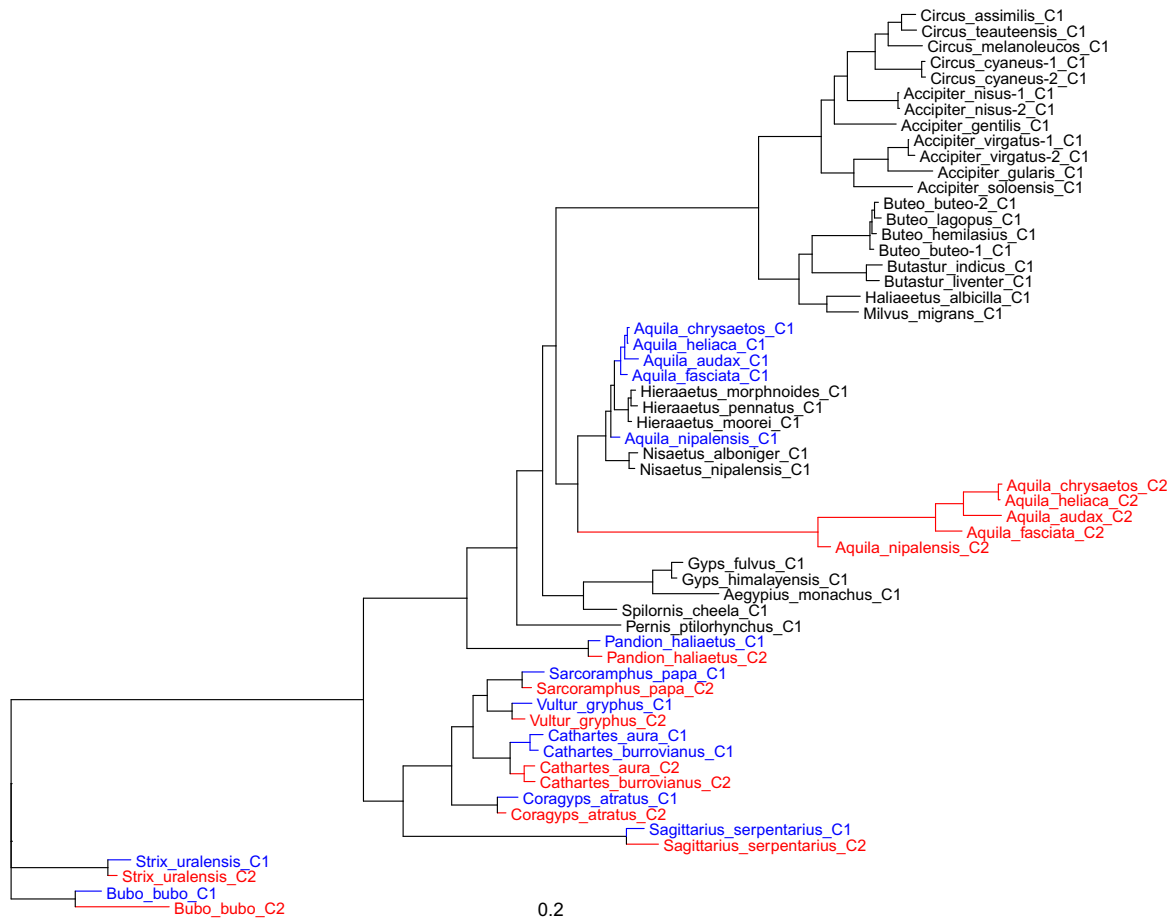 Circus_assimilis_C1
Circus_teauteensis_C1
Circus_melanoleucos_C1
Circus_cyaneus-1_C1
Circus_cyaneus-2_C1
Accipiter_nisus-1_C1
Accipiter_nisus-2_C1
Accipiter_gentilis_C1
Accipiter_virgatus-1_C1
Accipiter_virgatus-2_C1
Accipiter_gularis_C1
Accipiter_soloensis_C1
Buteo_buteo-2_C1
Buteo_lagopus_C1
Buteo_hemilasius_C1
Buteo_buteo-1_C1
Butastur_indicus_C1
Butastur_liventer_C1
Haliaeetus_albicilla_C1
Milvus_migrans_C1
Aquila_chrysaetos_C1
Aquila_heliaca_C1
Aquila_audax_C1
Aquila_fasciata_C1
Hieraaetus_morphnoides_C1
Hieraaetus_pennatus_C1
Hieraaetus_moorei_C1
Aquila_nipalensis_C1
Nisaetus_alboniger_C1
Nisaetus_nipalensis_C1
Aquila_chrysaetos_C2
Aquila_heliaca_C2
Aquila_audax_C2
Aquila_fasciata_C2
Aquila_nipalensis_C2
Gyps_fulvus_C1
Gyps_himalayensis_C1
Aegypius_monachus_C1
Spilornis_cheela_C1
Pernis_ptilorhynchus_C1
Pandion_haliaetus_C1
Pandion_haliaetus_C2
Sarcoramphus_papa_C1
Sarcoramphus_papa_C2
Vultur_gryphus_C1
Vultur_gryphus_C2
Cathartes_aura_C1
Cathartes_burrovianus_C1
Cathartes_aura_C2
Cathartes_burrovianus_C2
Coragyps_atratus_C1
Coragyps_atratus_C2
Sagittarius_serpentarius_C1
Sagittarius_serpentarius_C2
Strix_uralensis_C1
Strix_uralensis_C2
Bubo_bubo_C1
Bubo_bubo_C2
0.2